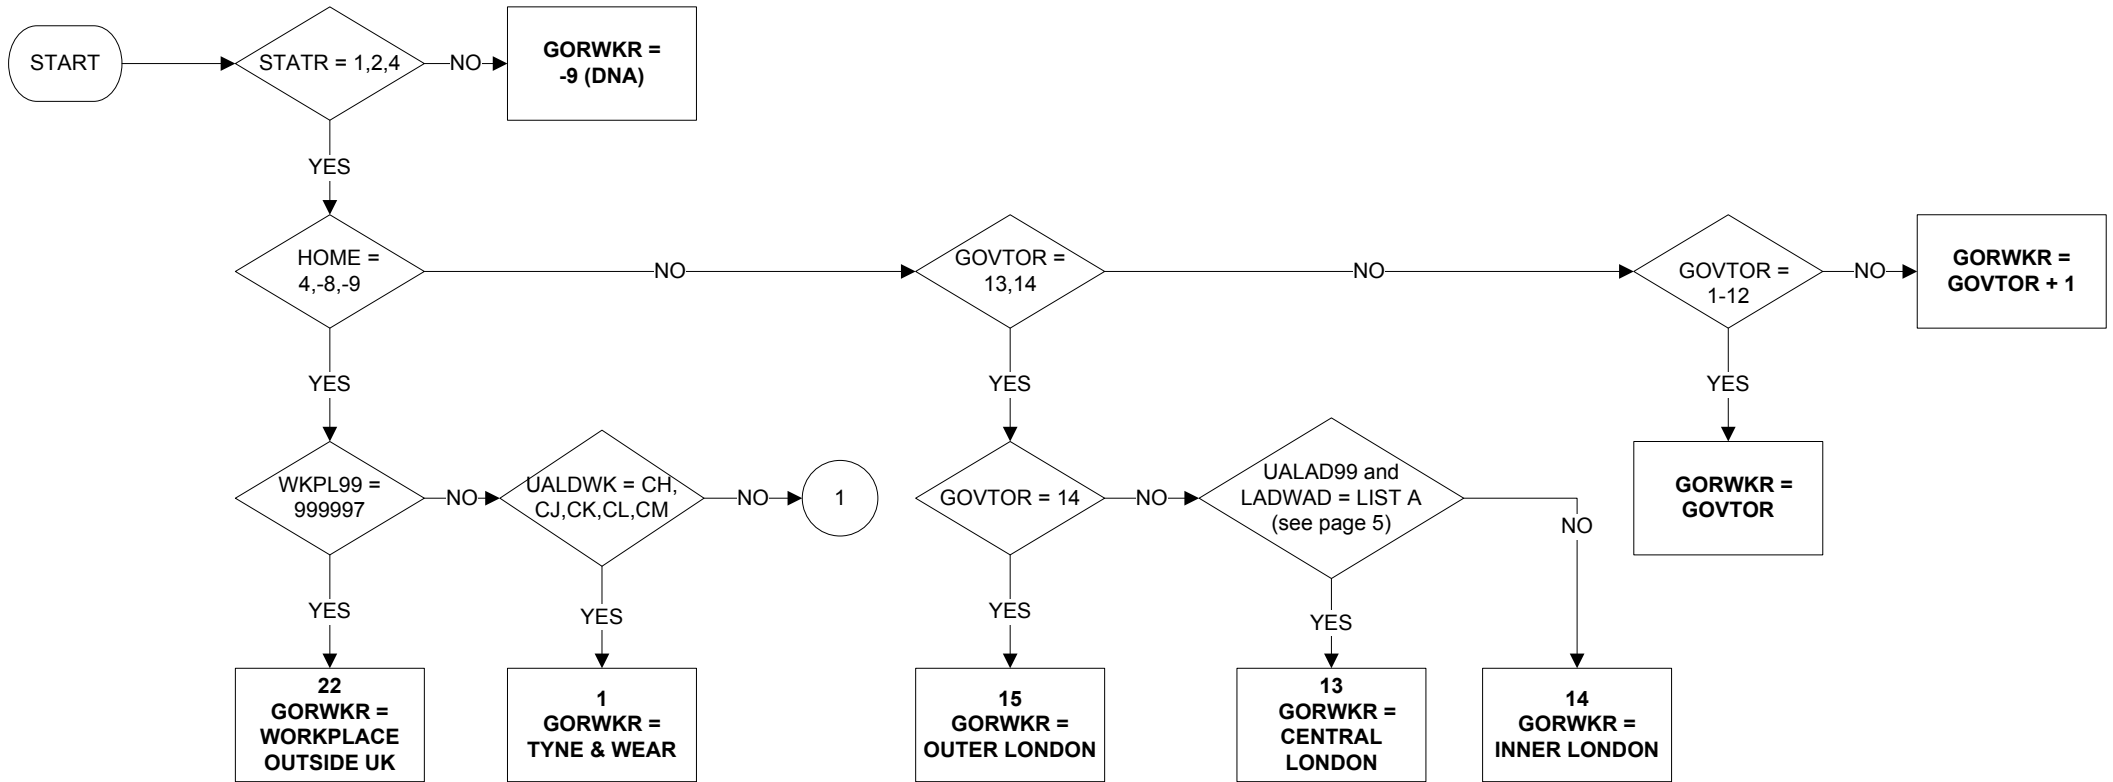 START
STATR = 1,2,4
NO
GORWKR =
-9 (DNA)
YES
HOME =
4,-8,-9
NO
GOVTOR =
13,14
NO
GOVTOR =
1-12
NO
GORWKR =
GOVTOR + 1
YES
YES
YES
WKPL99 =
999997
NO
UALDWK = CH,
CJ,CK,CL,CM
NO
1
GOVTOR = 14
NO
UALAD99 and
LADWAD = LIST A
(see page 5)
NO
GORWKR =
GOVTOR
YES
YES
YES
YES
22
GORWKR =
WORKPLACE
OUTSIDE UK
1
GORWKR =
TYNE & WEAR
15
GORWKR =
OUTER LONDON
13
GORWKR =
CENTRAL
LONDON
14
GORWKR =
INNER LONDON